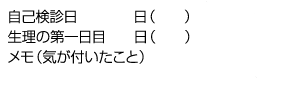 自己検診日　　　　日（　　）
生理の第一日目　　日（　　）
メモ（気が付いたこと）